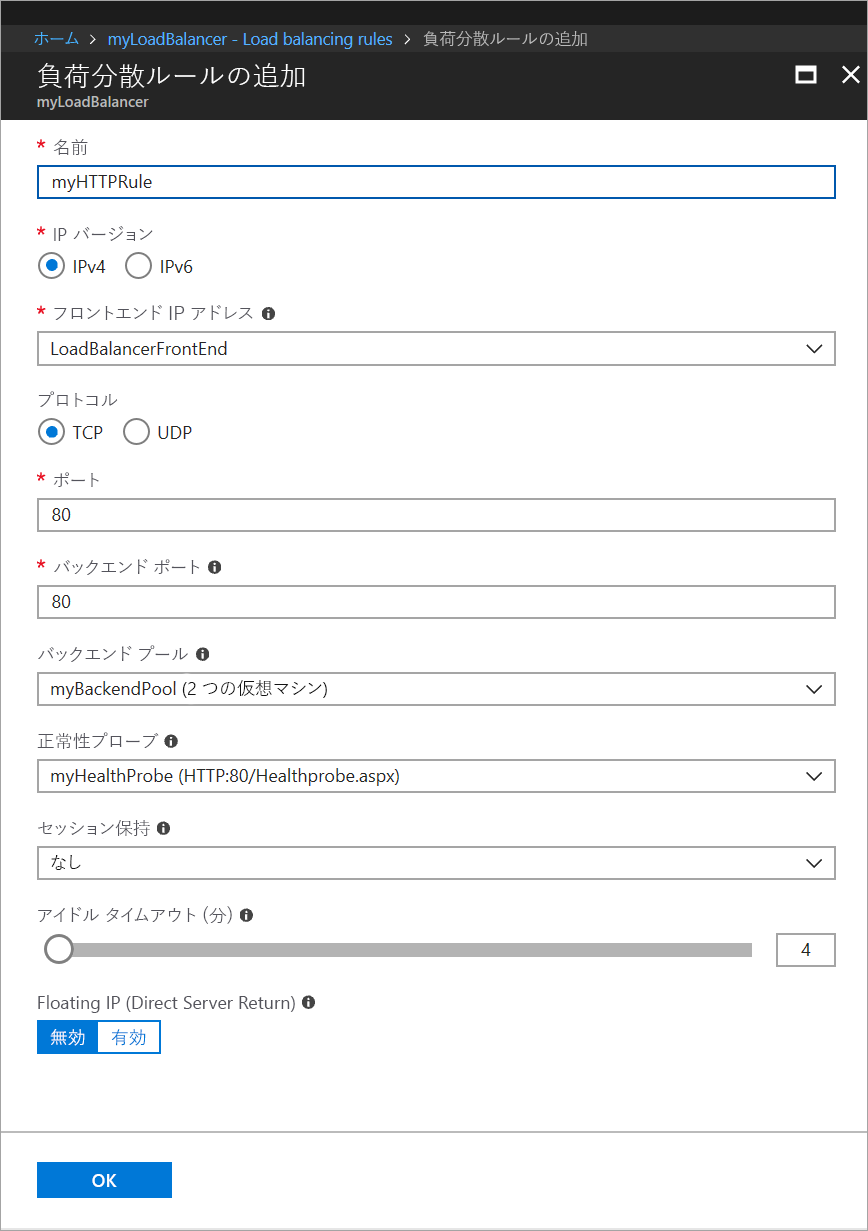 ホーム > myLoadBalancer - Load balancing rules > 負荷分散ルールの追加
負荷分散ルールの追加
myLoadBalancer
* 名前
myHTTPRule
* IP バージョン
IPv4 IPv6
* フロントエンド IP アドレス
LoadBalancerFrontEnd
プロトコル
TCP UDP
* ポート
80
* バックエンド ポート
80
バックエンド プール
myBackendPool (2 つの仮想マシン)
正常性プローブ
myHealthProbe (HTTP:80/Healthprobe.aspx)
セッション保持
なし
アイドル タイムアウト (分)
4
Floating IP (Direct Server Return)
無効 有効
OK